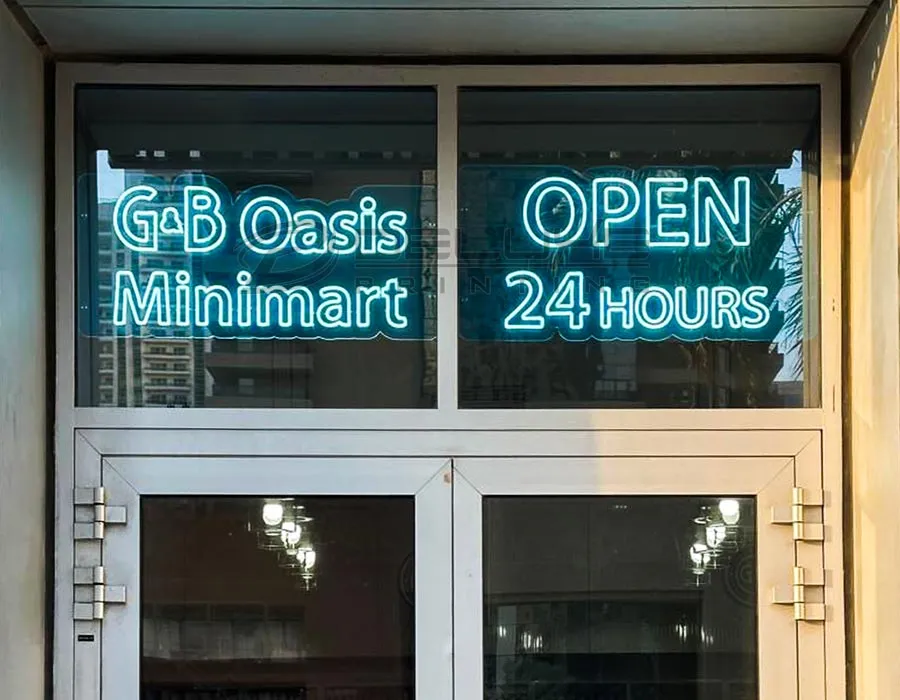 G&B Oasis
Minimart
OPEN
24 HOURS